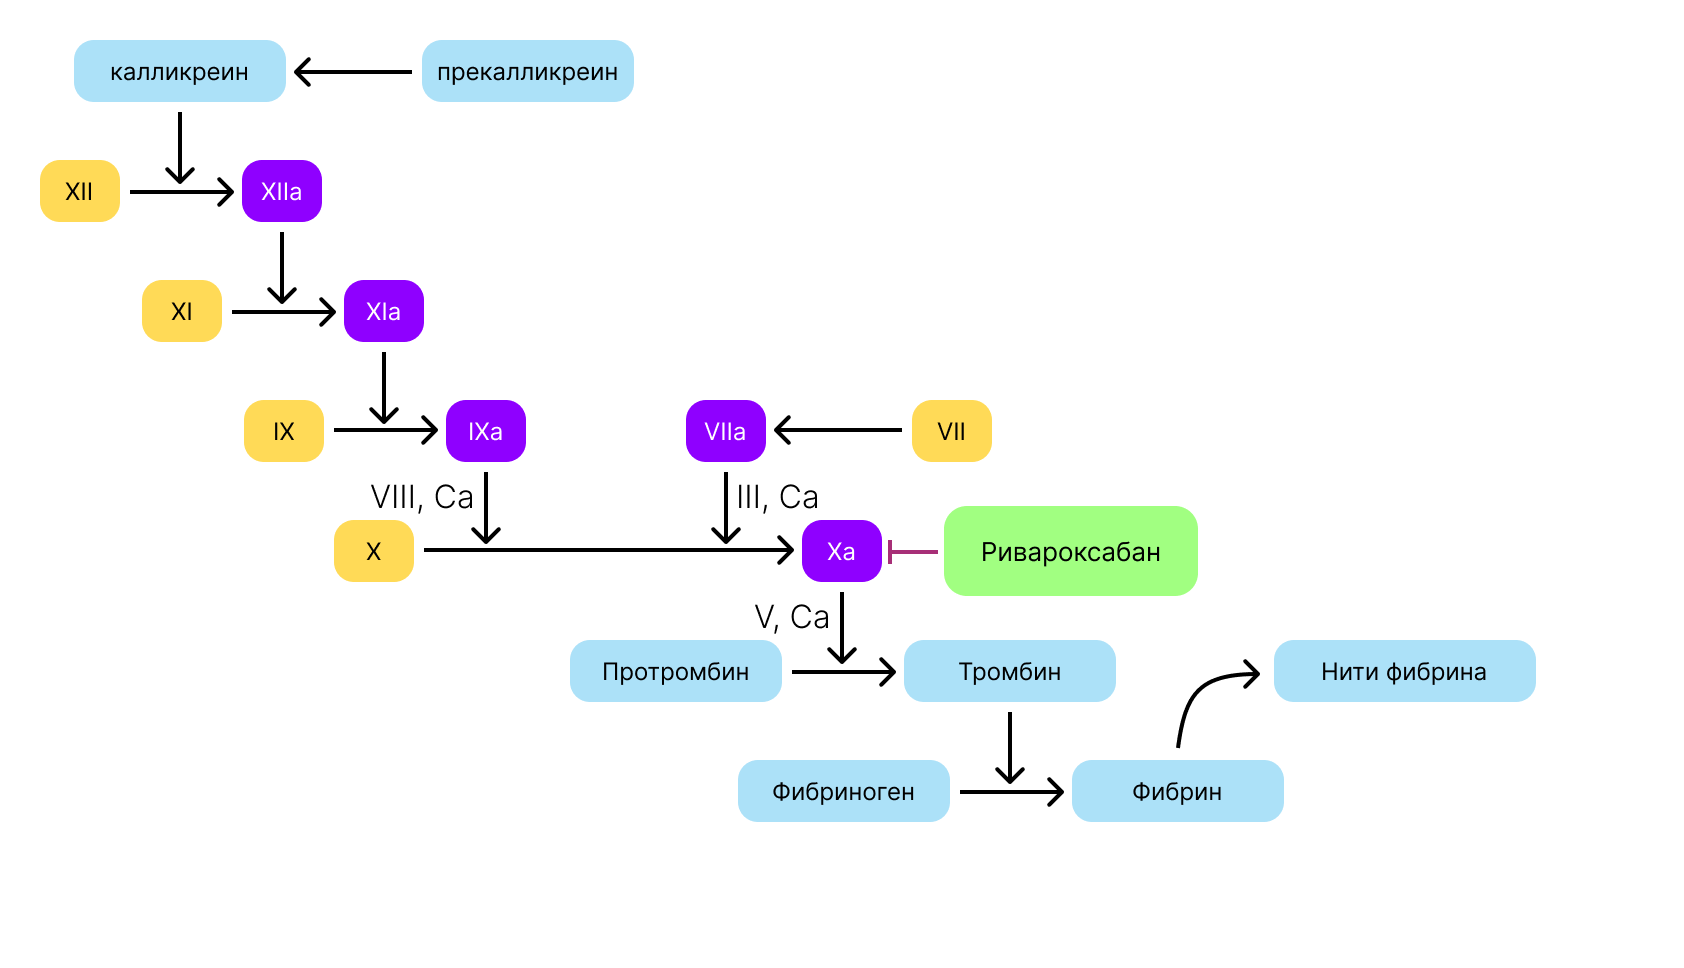 калликреин
прекалликреин
XII
XIIa
XI
XIa
IX
IXa
VIIa
VII
VIII, Ca
III, Ca
X
Xa
Ривароксабан
V, Ca
Протромбин
Тромбин
Нити фибрина
Фибриноген
Фибрин